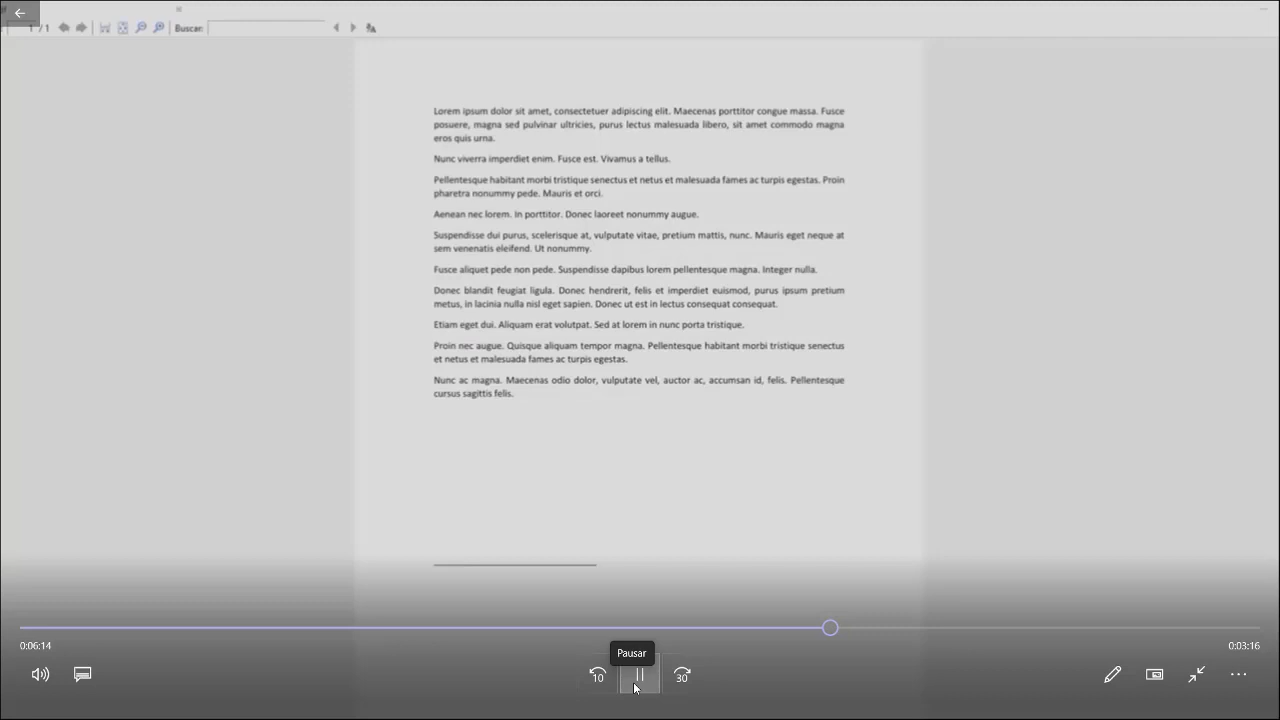 1 / 1
Buscar:
Lorem ipsum dolor sit amet, consectetuer adipiscing elit. Maecenas porttitor congue massa. Fusce
posuere, magna sed pulvinar ultricies, purus lectus malesuada libero, sit amet commodo magna
eros quis urna.
Nunc viverra imperdiet enim. Fusce est. Vivamus a tellus.
Pellentesque habitant morbi tristique senectus et netus et malesuada fames ac turpis egestas. Proin
pharetra nonummy pede. Mauris et orci.
Aenean nec lorem. In porttitor. Donec laoreet nonummy augue.
Suspendisse dui purus, scelerisque at, vulputate vitae, pretium mattis, nunc. Mauris eget neque at
sem venenatis eleifend. Ut nonummy.
Fusce aliquet pede non pede. Suspendisse dapibus lorem pellentesque magna. Integer nulla.
Donec blandit feugiat ligula. Donec hendrerit, felis et imperdiet euismod, purus ipsum pretium
metus, in lacinia nulla nisl eget sapien. Donec ut est in lectus consequat consequat.
Etiam eget dui. Aliquam erat volutpat. Sed at lorem in nunc porta tristique.
Proin nec augue. Quisque aliquam tempor magna. Pellentesque habitant morbi tristique senectus
et netus et malesuada fames ac turpis egestas.
Nunc ac magna. Maecenas odio dolor, vulputate vel, auctor ac, accumsan id, felis. Pellentesque
cursus sagittis felis.
0:06:14
0:03:16
Pausar
10
30